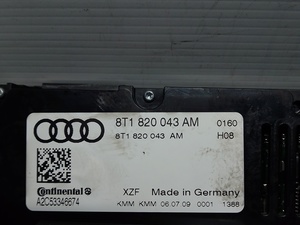 8T1 820 043 AM 0160
8T1 820 043 AM H08
Continental XZF Made in Germany
A2C53346674 KMM KMM 06.07.09 0001 1388